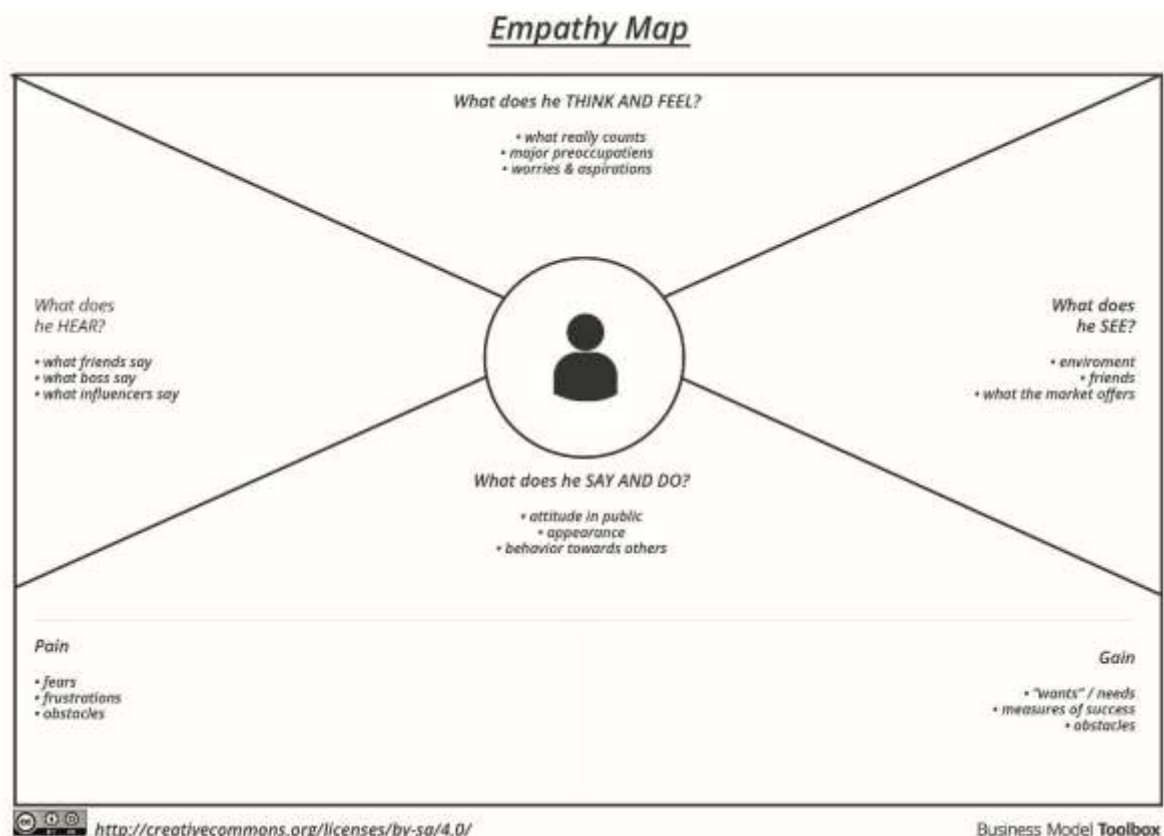 Empathy Map
What does he THINK AND FEEL?
• what really counts
• major preoccupatiens
• worries & aspirations
What does
he HEAR?
• what friends say
• what boss say
• what influencers say
What does
he SEE?
• enviroment
• friends
• what the market offers
What does he SAY AND DO?
• attitude in public
• appearance
• behavior towards others
Pain
• fears
• frustrations
• obstacles
Gain
• "wants" / needs
• measures of success
• obstacles
cc BY SA
http://creativecommons.org/licenses/by-sa/4.0/
Business Model Toolbox